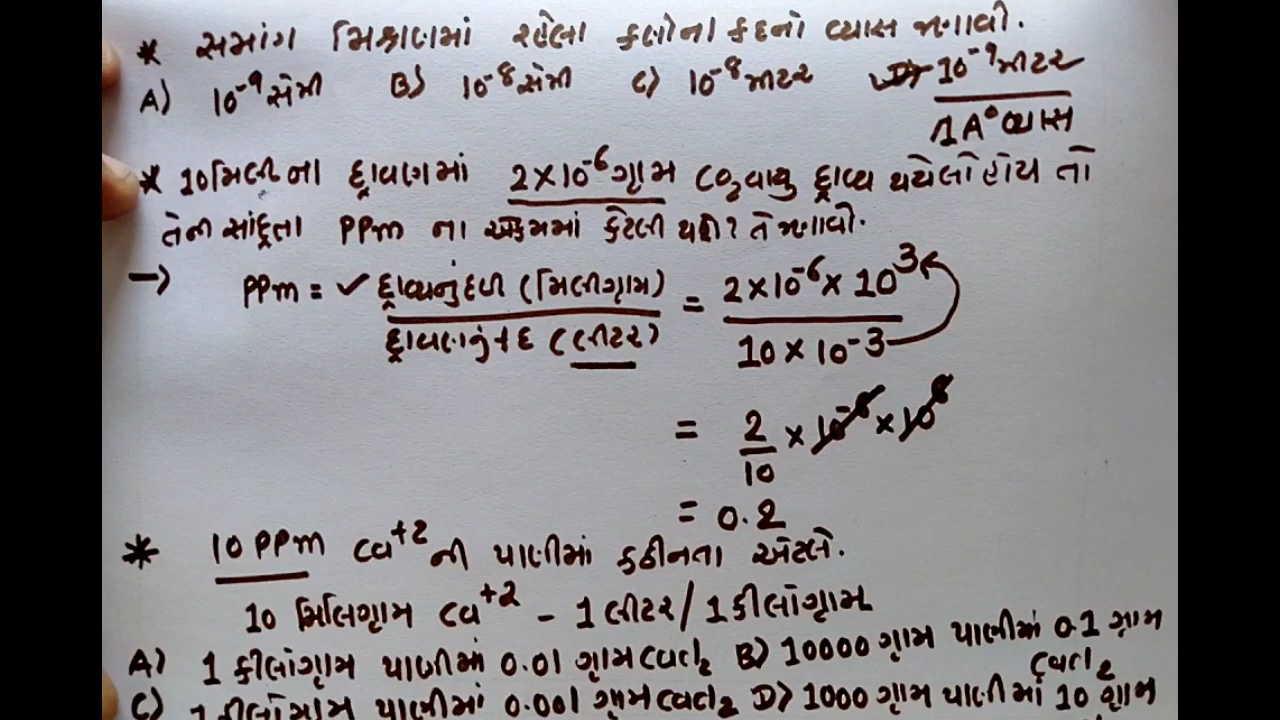 * સમાંગ મિશ્રણમાં રહેલા કણોના કદનો વ્યાસ જણાવો.
A) 10⁻⁹ સેમી B) 10⁻⁸ સેમી C) 10⁻⁸ મીટર D) 10⁻⁹ મીટર
1A° વ્યાસ
* 10 મિલી ના દ્રાવણમાં 2×10⁻⁶ ગ્રામ દ્રવ્ય થયેલો હોય તો
તેની સાંદ્રતા PPm ના એકમમાં કેટલી થશે? તે જણાવો.
→ PPm = ✓ દ્રાવ્યનું દળ (મિલીગ્રામ) = 2×10⁻⁶ × 10³
દ્રાવણનું કદ (લીટર) 10 × 10⁻³
= 2/10 × 10⁻⁶ × 10⁶
= 0.2
* 10 PPm Ca⁺² ની પાણીમાં કઠીનતા એટલે.
10 મિલિગ્રામ Ca⁺² - 1 લીટર / 1 કીલોગ્રામ
A) 1 કીલોગ્રામ પાણીમાં 0.01 ગ્રામ CaCl₂ B) 10000 ગ્રામ પાણીમાં 0.1 ગ્રામ
CaCl₂
C) 1 કીલોગ્રામ પાણીમાં 0.001 ગ્રામ CaCl₂ D) 1000 ગ્રામ પાણીમાં 10 ગ્રામ